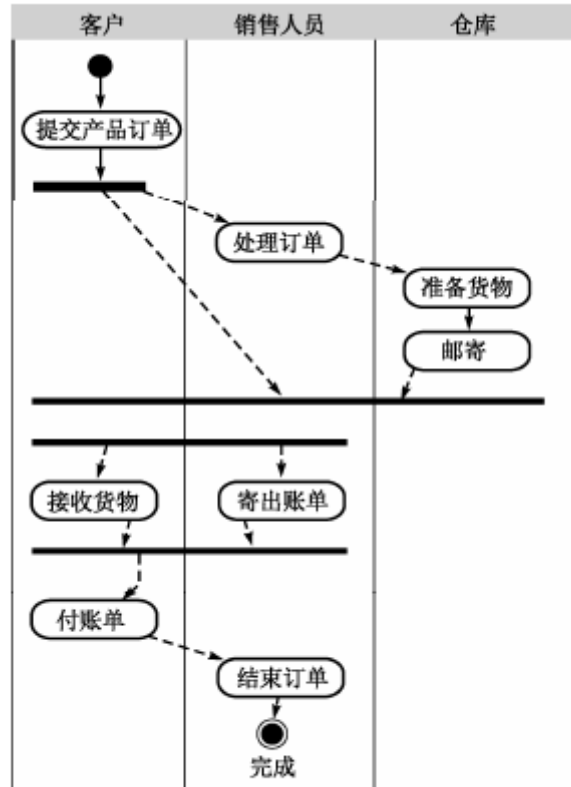 客户 销售人员 仓库
提交产品订单
处理订单
准备货物
邮寄
接收货物 寄出账单
付账单
结束订单
完成